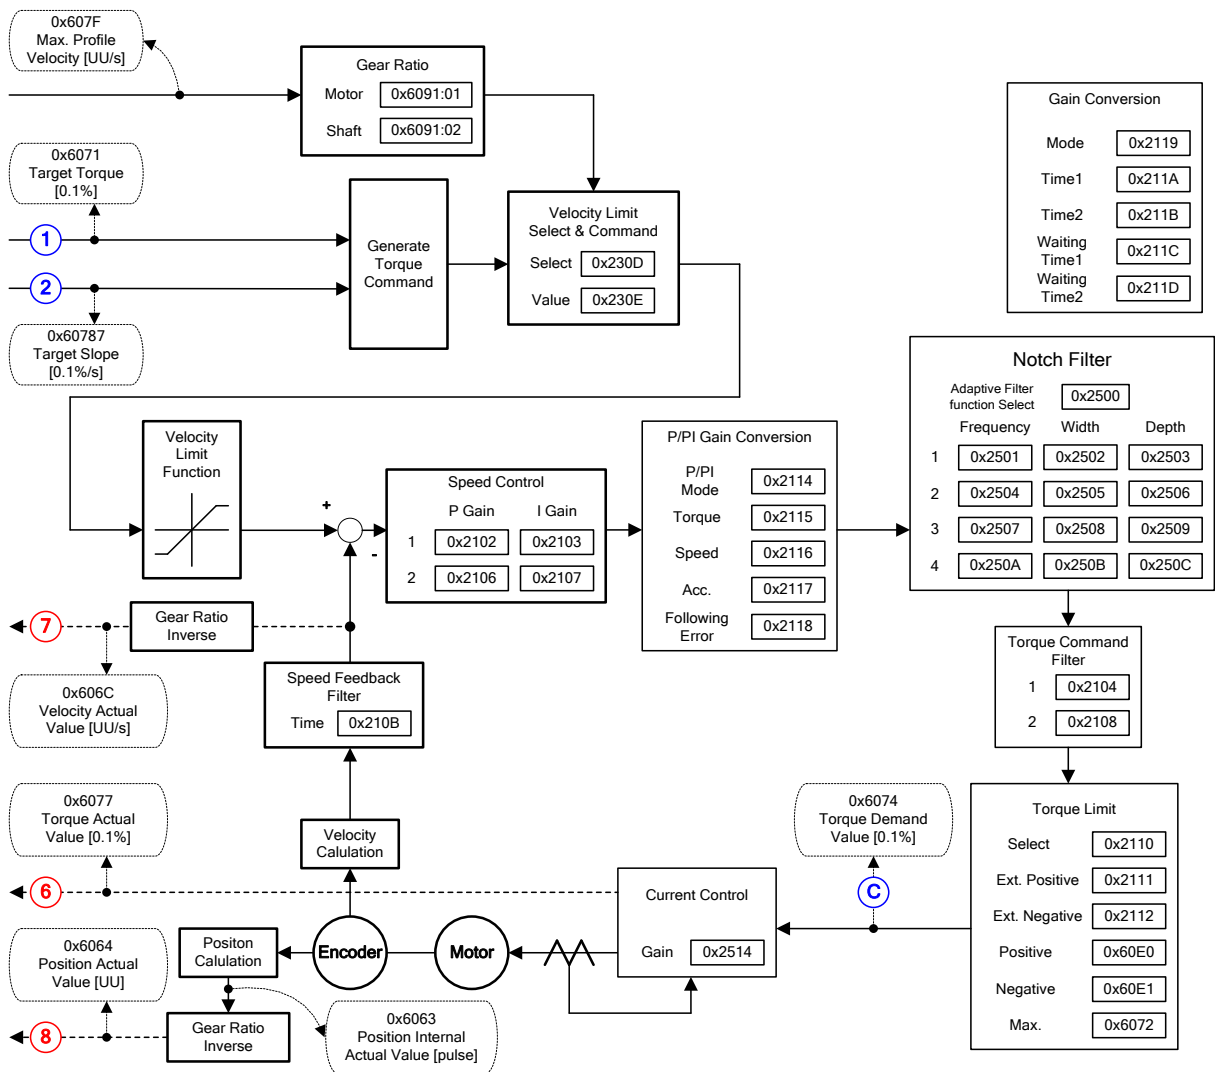 0x607F
Max. Profile
Velocity [UU/s]
Gear Ratio
Motor 0x6091:01
Shaft 0x6091:02
Gain Conversion
Mode 0x2119
Time1 0x211A
Time2 0x211B
Waiting
Time1 0x211C
Waiting
Time2 0x211D
0x6071
Target Torque
[0.1%]
1
2
0x60787
Target Slope
[0.1%/s]
Generate
Torque
Command
Velocity Limit
Select & Command
Select 0x230D
Value 0x230E
Notch Filter
Adaptive Filter
function Select 0x2500
Frequency Width Depth
1 0x2501 0x2502 0x2503
2 0x2504 0x2505 0x2506
3 0x2507 0x2508 0x2509
4 0x250A 0x250B 0x250C
Velocity
Limit
Function
+
-
Speed Control
P Gain I Gain
1 0x2102 0x2103
2 0x2106 0x2107
P/PI Gain Conversion
P/PI
Mode 0x2114
Torque 0x2115
Speed 0x2116
Acc. 0x2117
Following
Error 0x2118
7
Gear Ratio
Inverse
0x606C
Velocity Actual
Value [UU/s]
Speed Feedback
Filter
Time 0x210B
Torque Command
Filter
1 0x2104
2 0x2108
0x6077
Torque Actual
Value [0.1%]
Velocity
Calulation
0x6074
Torque Demand
Value [0.1%]
Torque Limit
Select 0x2110
Ext. Positive 0x2111
Ext. Negative 0x2112
Positive 0x60E0
Negative 0x60E1
Max. 0x6072
6
C
Current Control
Gain 0x2514
0x6064
Position Actual
Value [UU]
Positon
Calulation
Encoder
Motor
8
Gear Ratio
Inverse
0x6063
Position Internal
Actual Value [pulse]